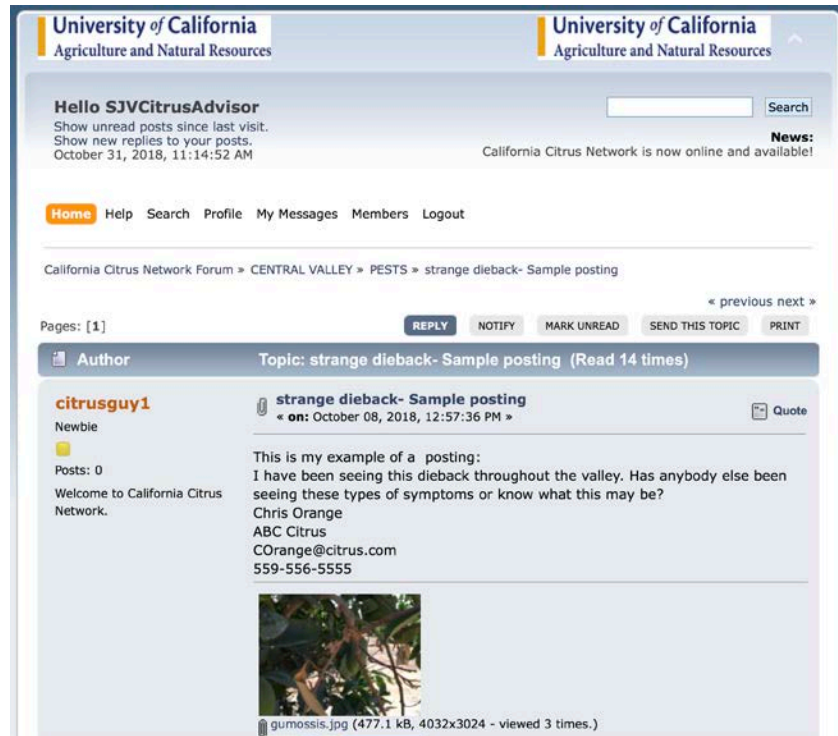 University of California
Agriculture and Natural Resources
University of California
Agriculture and Natural Resources
Hello SJVCitrusAdvisor
Show unread posts since last visit.
Show new replies to your posts.
October 31, 2018, 11:14:52 AM
Search
News:
California Citrus Network is now online and available!
Home Help Search Profile My Messages Members Logout
California Citrus Network Forum » CENTRAL VALLEY » PESTS » strange dieback- Sample posting
« previous next »
Pages: [1]
REPLY NOTIFY MARK UNREAD SEND THIS TOPIC PRINT
Author Topic: strange dieback- Sample posting (Read 14 times)
citrusguy1
Newbie
Posts: 0
Welcome to California Citrus
Network.
strange dieback- Sample posting
« on: October 08, 2018, 12:57:36 PM »
Quote
This is my example of a posting:
I have been seeing this dieback throughout the valley. Has anybody else been
seeing these types of symptoms or know what this may be?
Chris Orange
ABC Citrus
COrange@citrus.com
559-556-5555
gumossis.jpg (477.1 kB, 4032x3024 - viewed 3 times.)